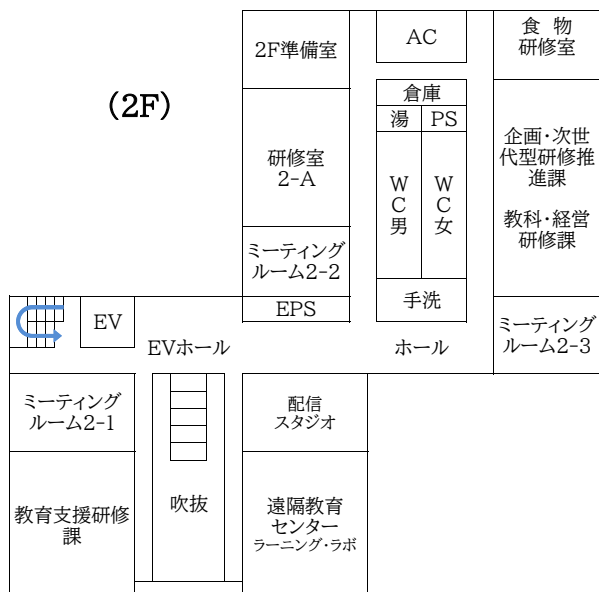 (2F)
2F準備室
研修室
2-A
ミーティング
ルーム2-2
EPS
AC
倉庫
湯
PS
WC男
WC女
手洗
食 物
研修室
企画・次世
代型研修推
進課
教科・経営
研修課
ミーティング
ルーム2-3
EV
EVホール
ホール
ミーティング
ルーム2-1
教育支援研修
課
吹抜
配信
スタジオ
遠隔教育
センター
ラーニング・ラボ